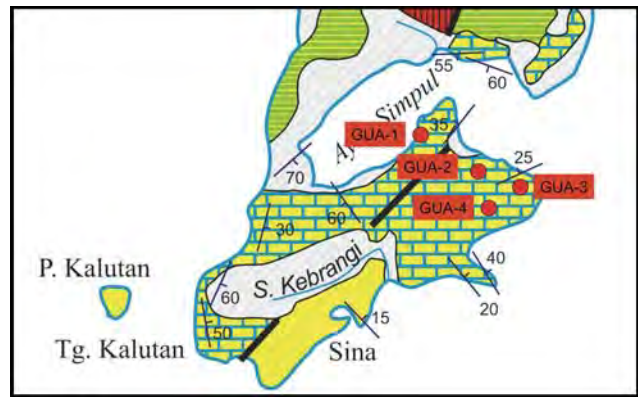 55
60
Simpul
GUA-1
35
GUA-2
25
GUA-3
70
GUA-4
60
30
S. Kebrangi
40
P. Kalutan
60
20
50
15
Tg. Kalutan
Sina